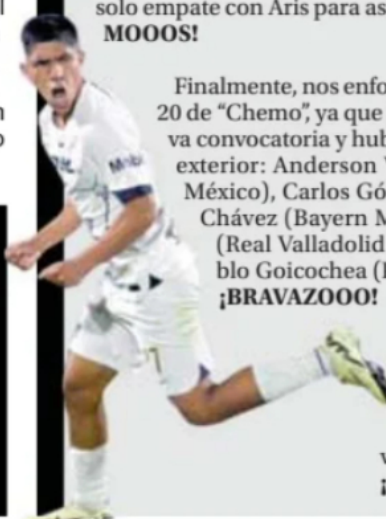 solo empate con Aris para as
MOOOS!
Finalmente, nos enfo
20 de “Chemo”, ya que
va convocatoria y hub
exterior: Anderson V
México), Carlos Gó
Chávez (Bayern M
(Real Valladolid
blo Goicochea (
¡BRAVAZOOO!